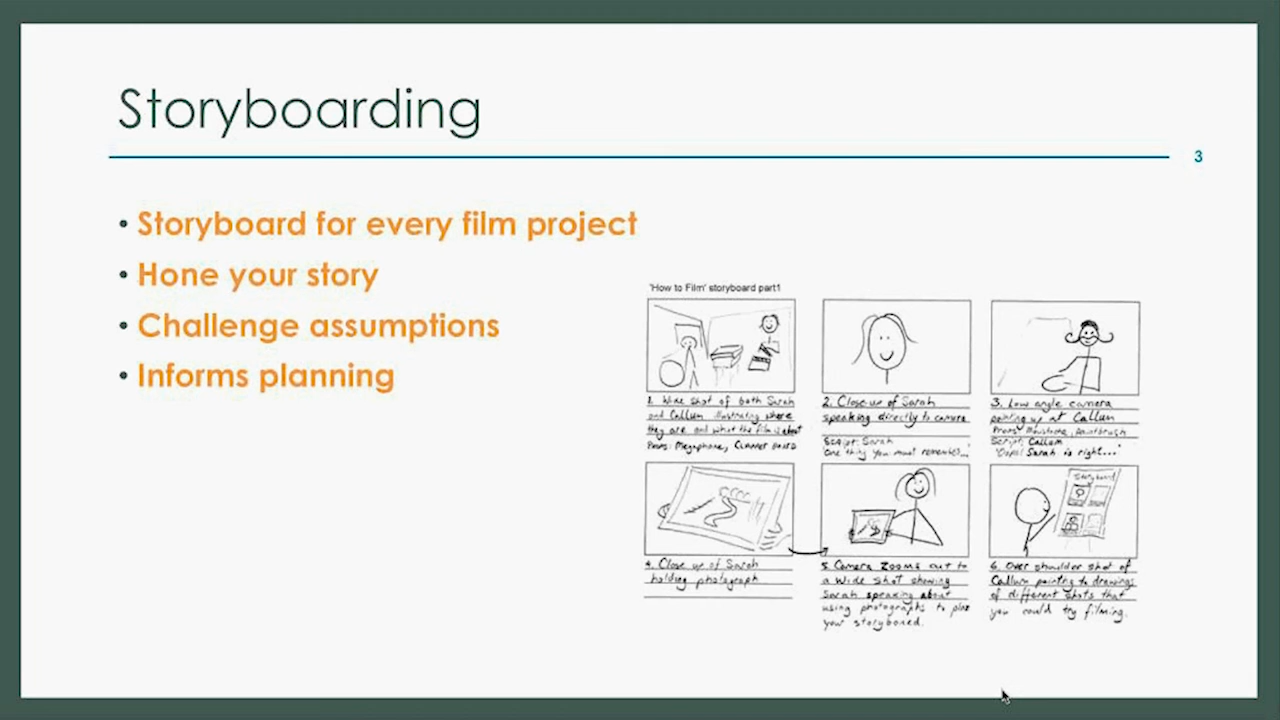 Storyboarding
3
• Storyboard for every film project
• Hone your story
• Challenge assumptions
• Informs planning
'How to Film' storyboard part1
1. Wide shot of both Sarah
and Callum illustrating where
they are and what the film is about
Props: Megaphone, Clapper board
2. Close up of Sarah
speaking directly to camera
Script: Sarah
'One thing you must remember...'
3. Low angle camera
pointing up at Callum
Props: Moustache, paintbrush
Script: Callum
'Oops! Sarah is right...'
Storyboard
4. Close up of Sarah
holding photograph
5. Camera zooms out to
a wide shot showing
Sarah speaking about
using photographs to plan
your storyboard.
6. Over shoulder shot of
Callum pointing to drawings
of different shots that
you could try filming.